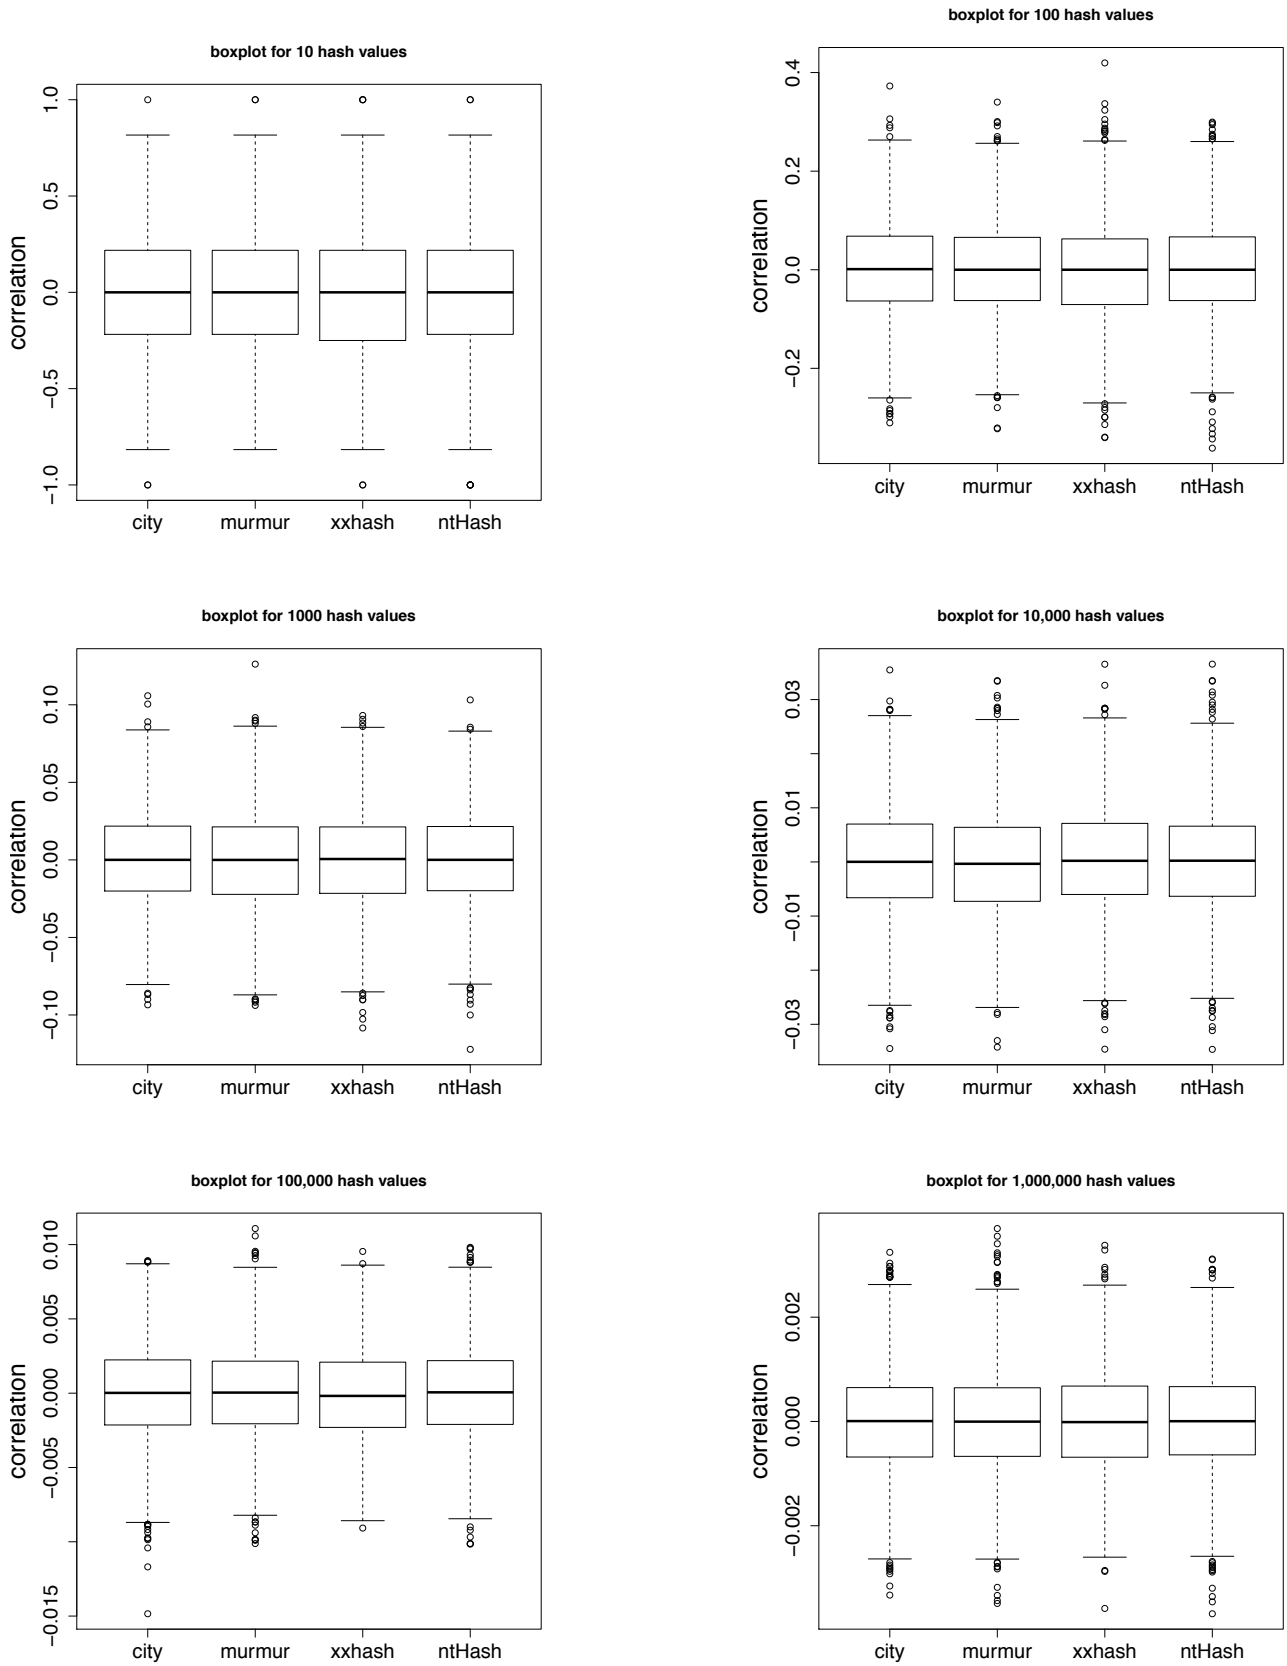 boxplot for 10 hash values
correlation
1.0
0.5
0.0
−0.5
−1.0
city murmur xxhash ntHash
boxplot for 100 hash values
correlation
0.4
0.2
0.0
−0.2
city murmur xxhash ntHash
boxplot for 1000 hash values
correlation
0.10
0.05
0.00
−0.05
−0.10
city murmur xxhash ntHash
boxplot for 10,000 hash values
correlation
0.03
0.01
−0.01
−0.03
city murmur xxhash ntHash
boxplot for 100,000 hash values
correlation
0.010
0.005
0.000
−0.005
−0.015
city murmur xxhash ntHash
boxplot for 1,000,000 hash values
correlation
0.002
0.000
−0.002
city murmur xxhash ntHash